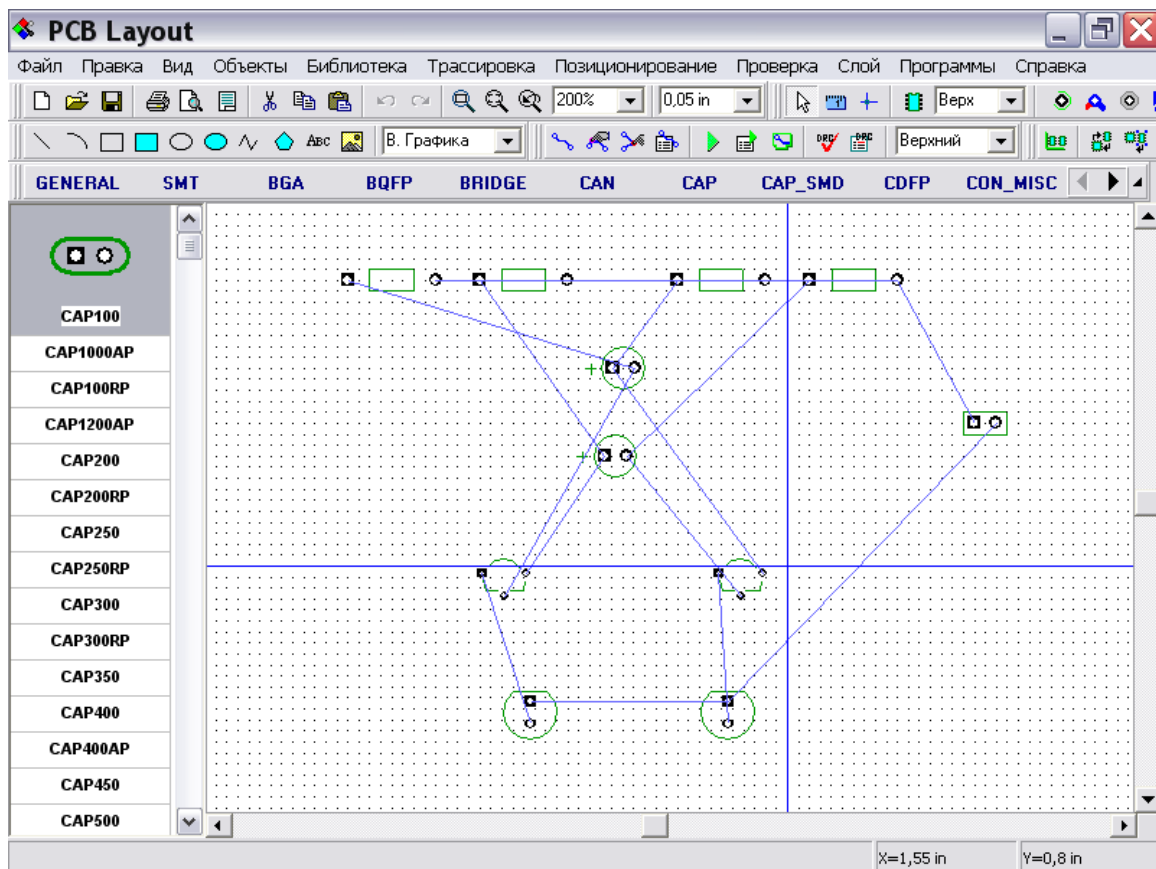 PCB Layout
Файл Правка Вид Объекты Библиотека Трассировка Позиционирование Проверка Слой Программы Справка
200% 0,05 in Верх
ABC В. Графика DRC DRC Верхний
GENERAL SMT BGA BQFP BRIDGE CAN CAP CAP_SMD CDFP CON_MISC
CAP100
CAP1000AP
CAP100RP
CAP1200AP
CAP200
CAP200RP
CAP250
CAP250RP
CAP300
CAP300RP
CAP350
CAP400
CAP400AP
CAP450
CAP500
X=1,55 in Y=0,8 in